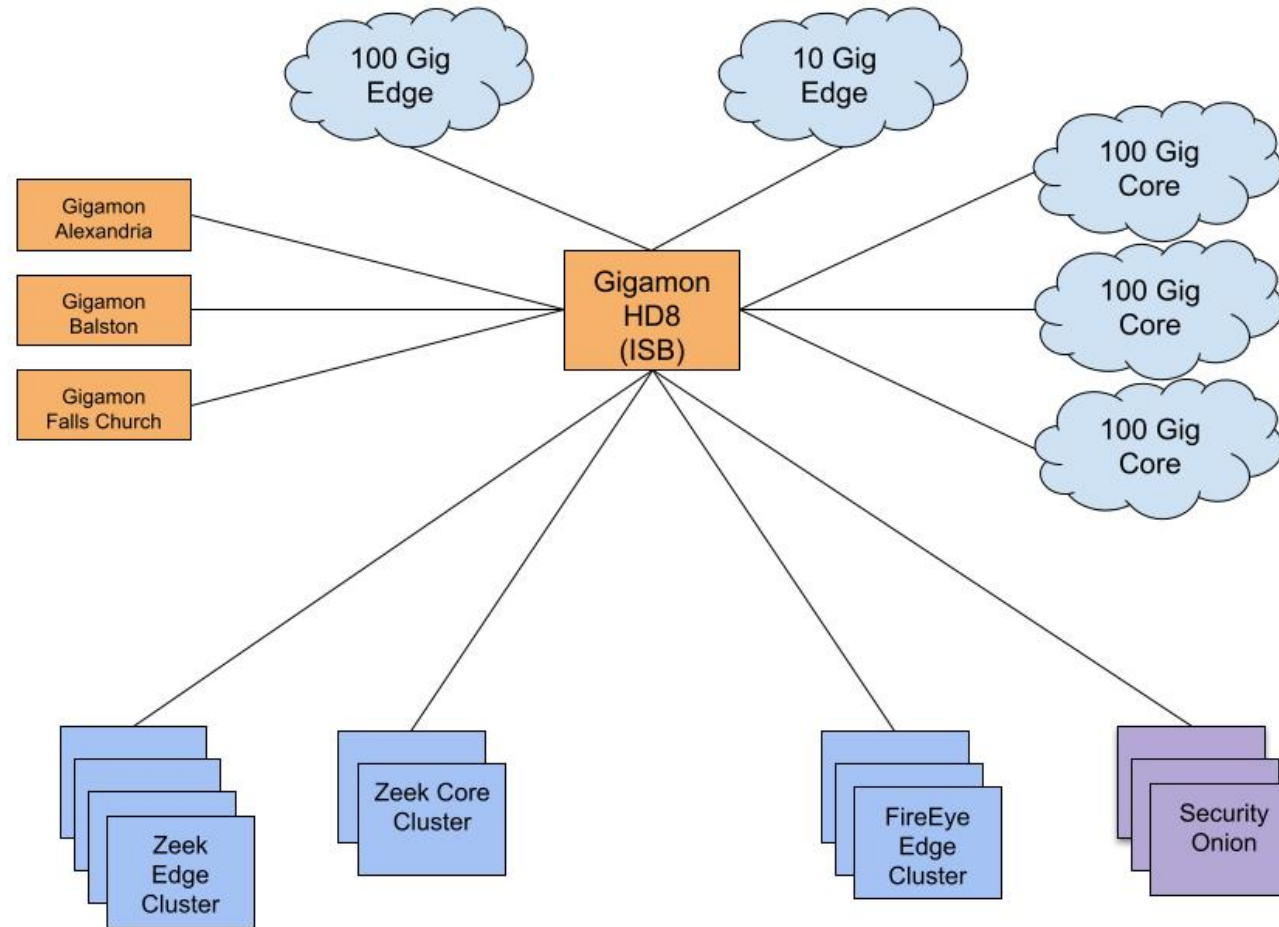 100 Gig
Edge
10 Gig
Edge
100 Gig
Core
Gigamon
Alexandria
Gigamon
HD8
(ISB)
Gigamon
Balston
100 Gig
Core
Gigamon
Falls Church
100 Gig
Core
Zeek
Edge
Cluster
Zeek Core
Cluster
FireEye
Edge
Cluster
Security
Onion